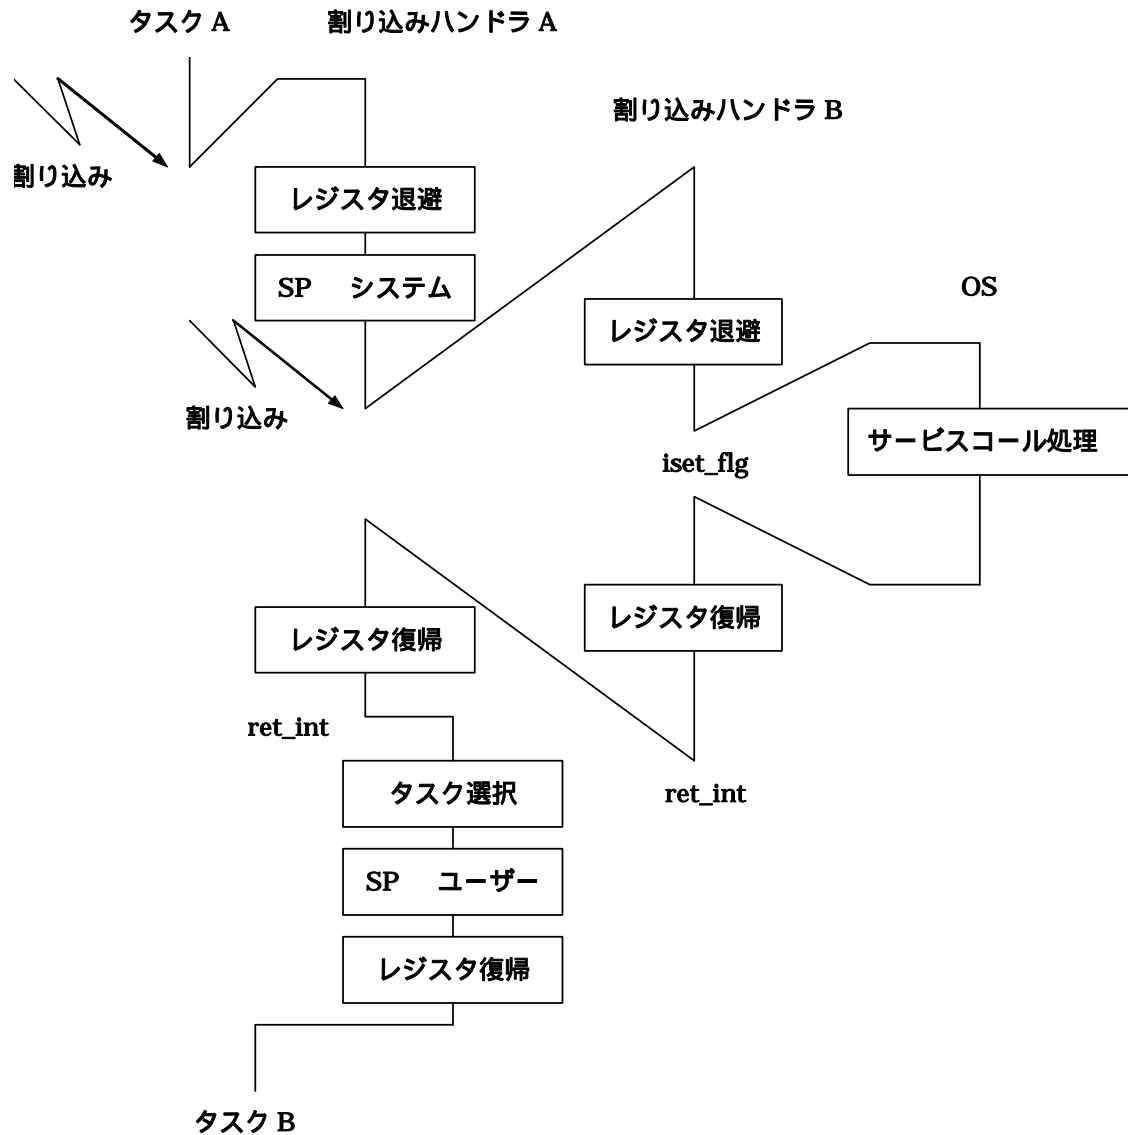 タスク A
割り込みハンドラ A
割り込みハンドラ B
割り込み
レジスタ退避
SP システム
OS
レジスタ退避
割り込み
サービスコール処理
iset_flg
レジスタ復帰
レジスタ復帰
ret_int
タスク選択
ret_int
SP ユーザー
レジスタ復帰
タスク B